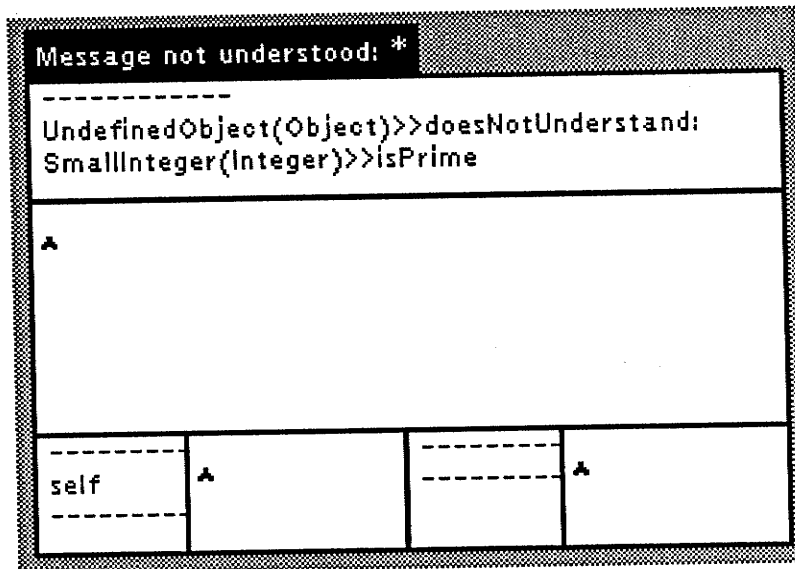 Message not understood: *
------------
UndefinedObject(Object)>>doesNotUnderstand:
SmallInteger(Integer)>>isPrime
self